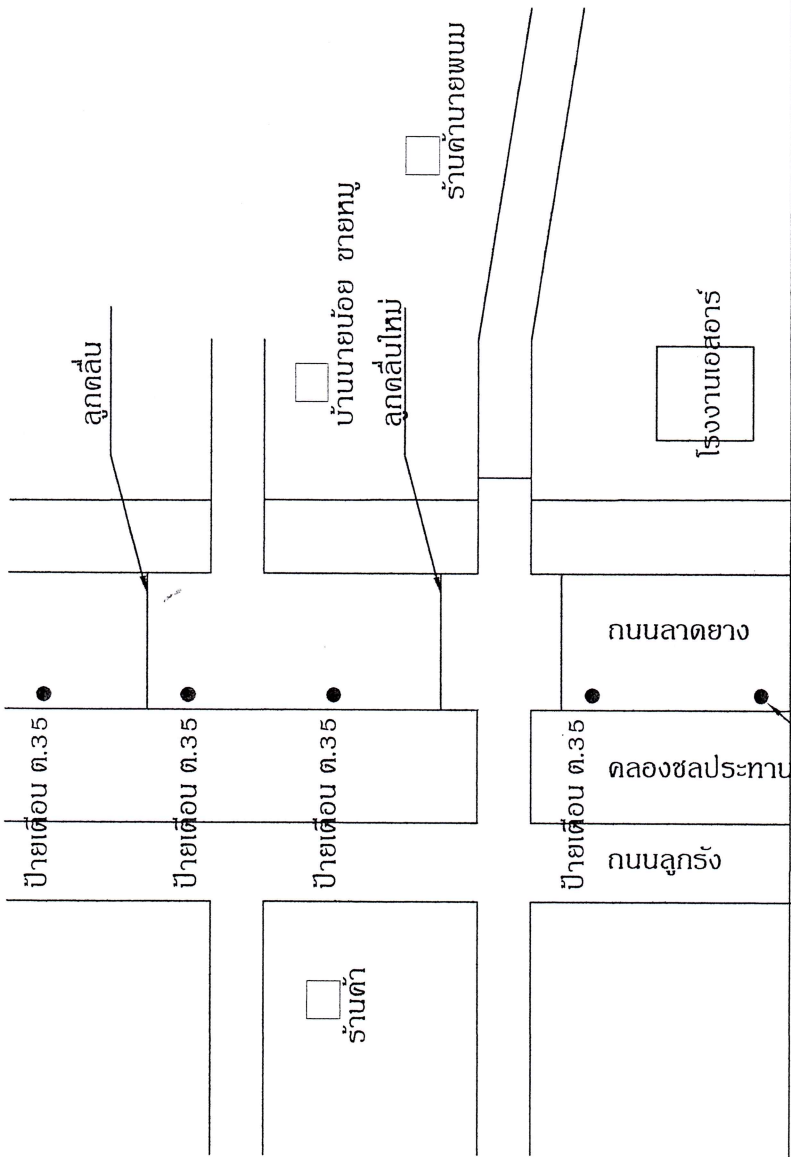 ร้านค้านายพนม
บ้านนายน้อย ขายหมู
ลูกคลื่น
ลูกคลื่นใหม่
โรงงานเอสอาร์
ถนนลาดยาง
ป้ายเตือน ต.35
ป้ายเตือน ต.35
ป้ายเตือน ต.35
ป้ายเตือน ต.35
คลองชลประทาน
ถนนลูกรัง
ร้านค้า